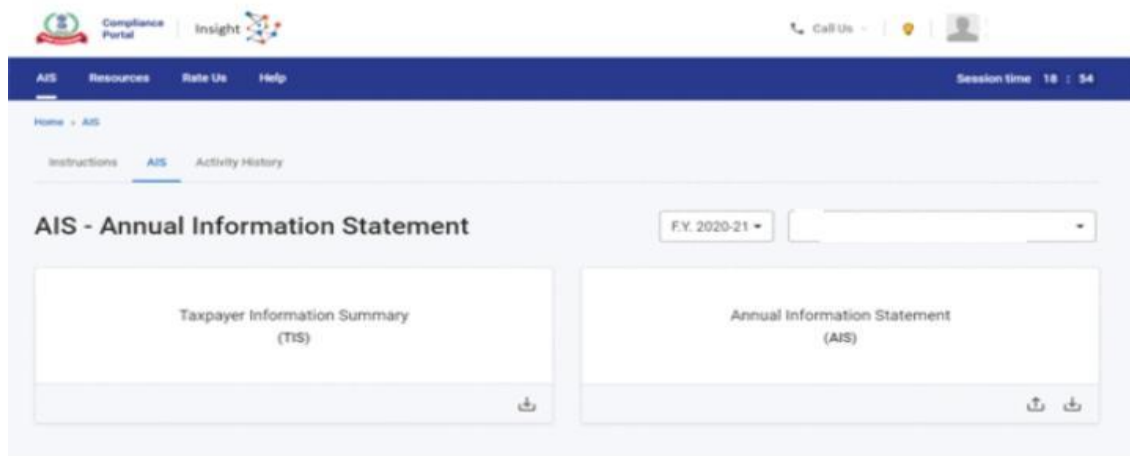 Compliance Portal
Insight
Call Us
AIS Resources Rate Us Help
Session time 18 : 54
Home > AIS
Instructions AIS Activity History
AIS - Annual Information Statement
F.Y. 2020-21
Taxpayer Information Summary
(TIS)
Annual Information Statement
(AIS)